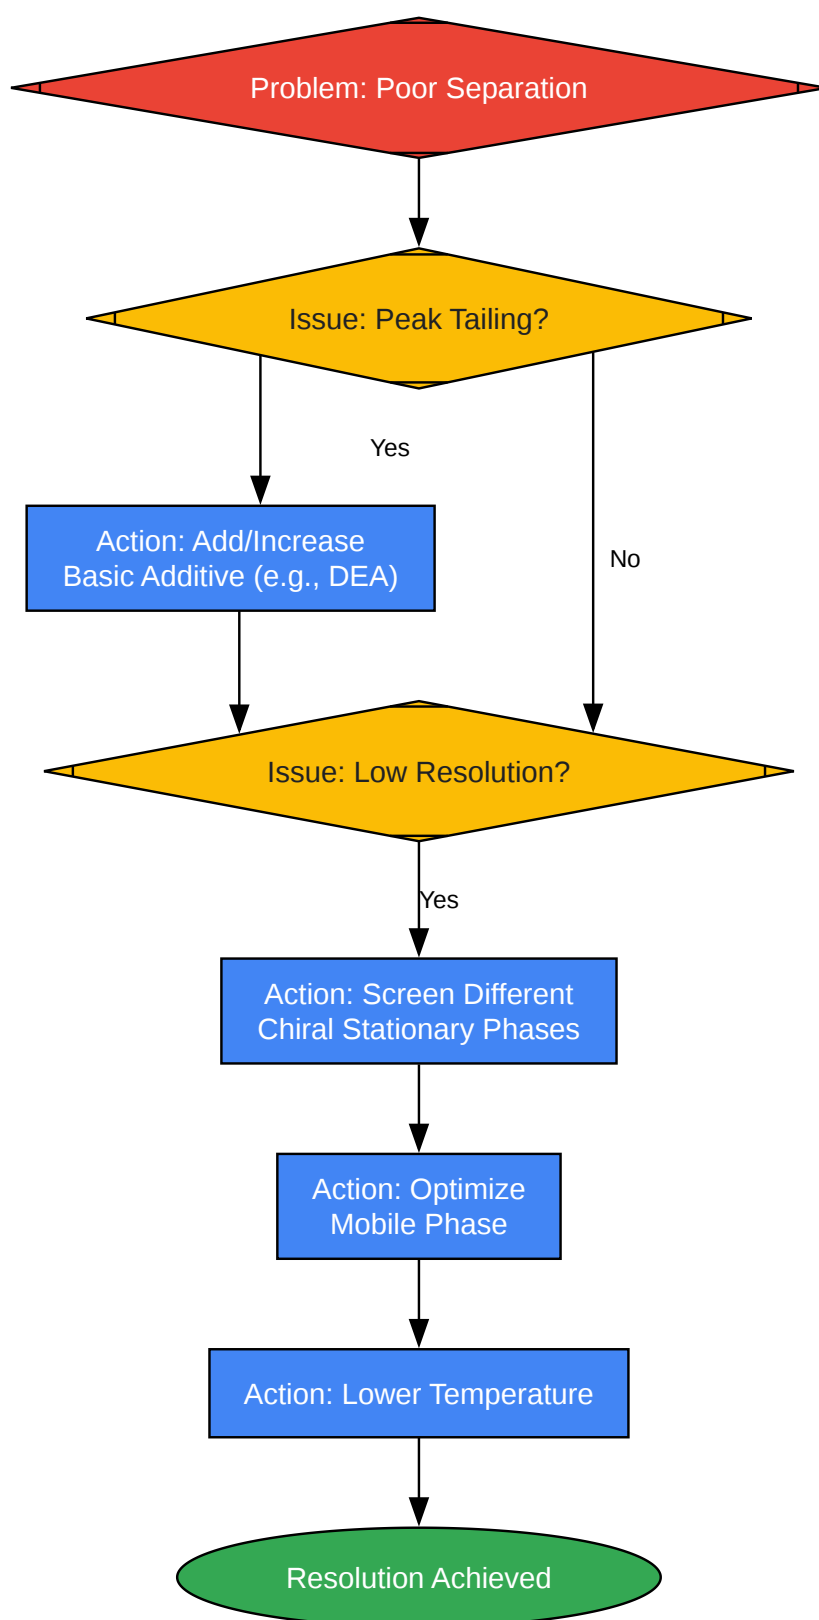 Problem: Poor Separation
Issue: Peak Tailing?
Yes
Action: Add/Increase
Basic Additive (e.g., DEA)
No
Issue: Low Resolution?
Yes
Action: Screen Different
Chiral Stationary Phases
Action: Optimize
Mobile Phase
Action: Lower Temperature
Resolution Achieved